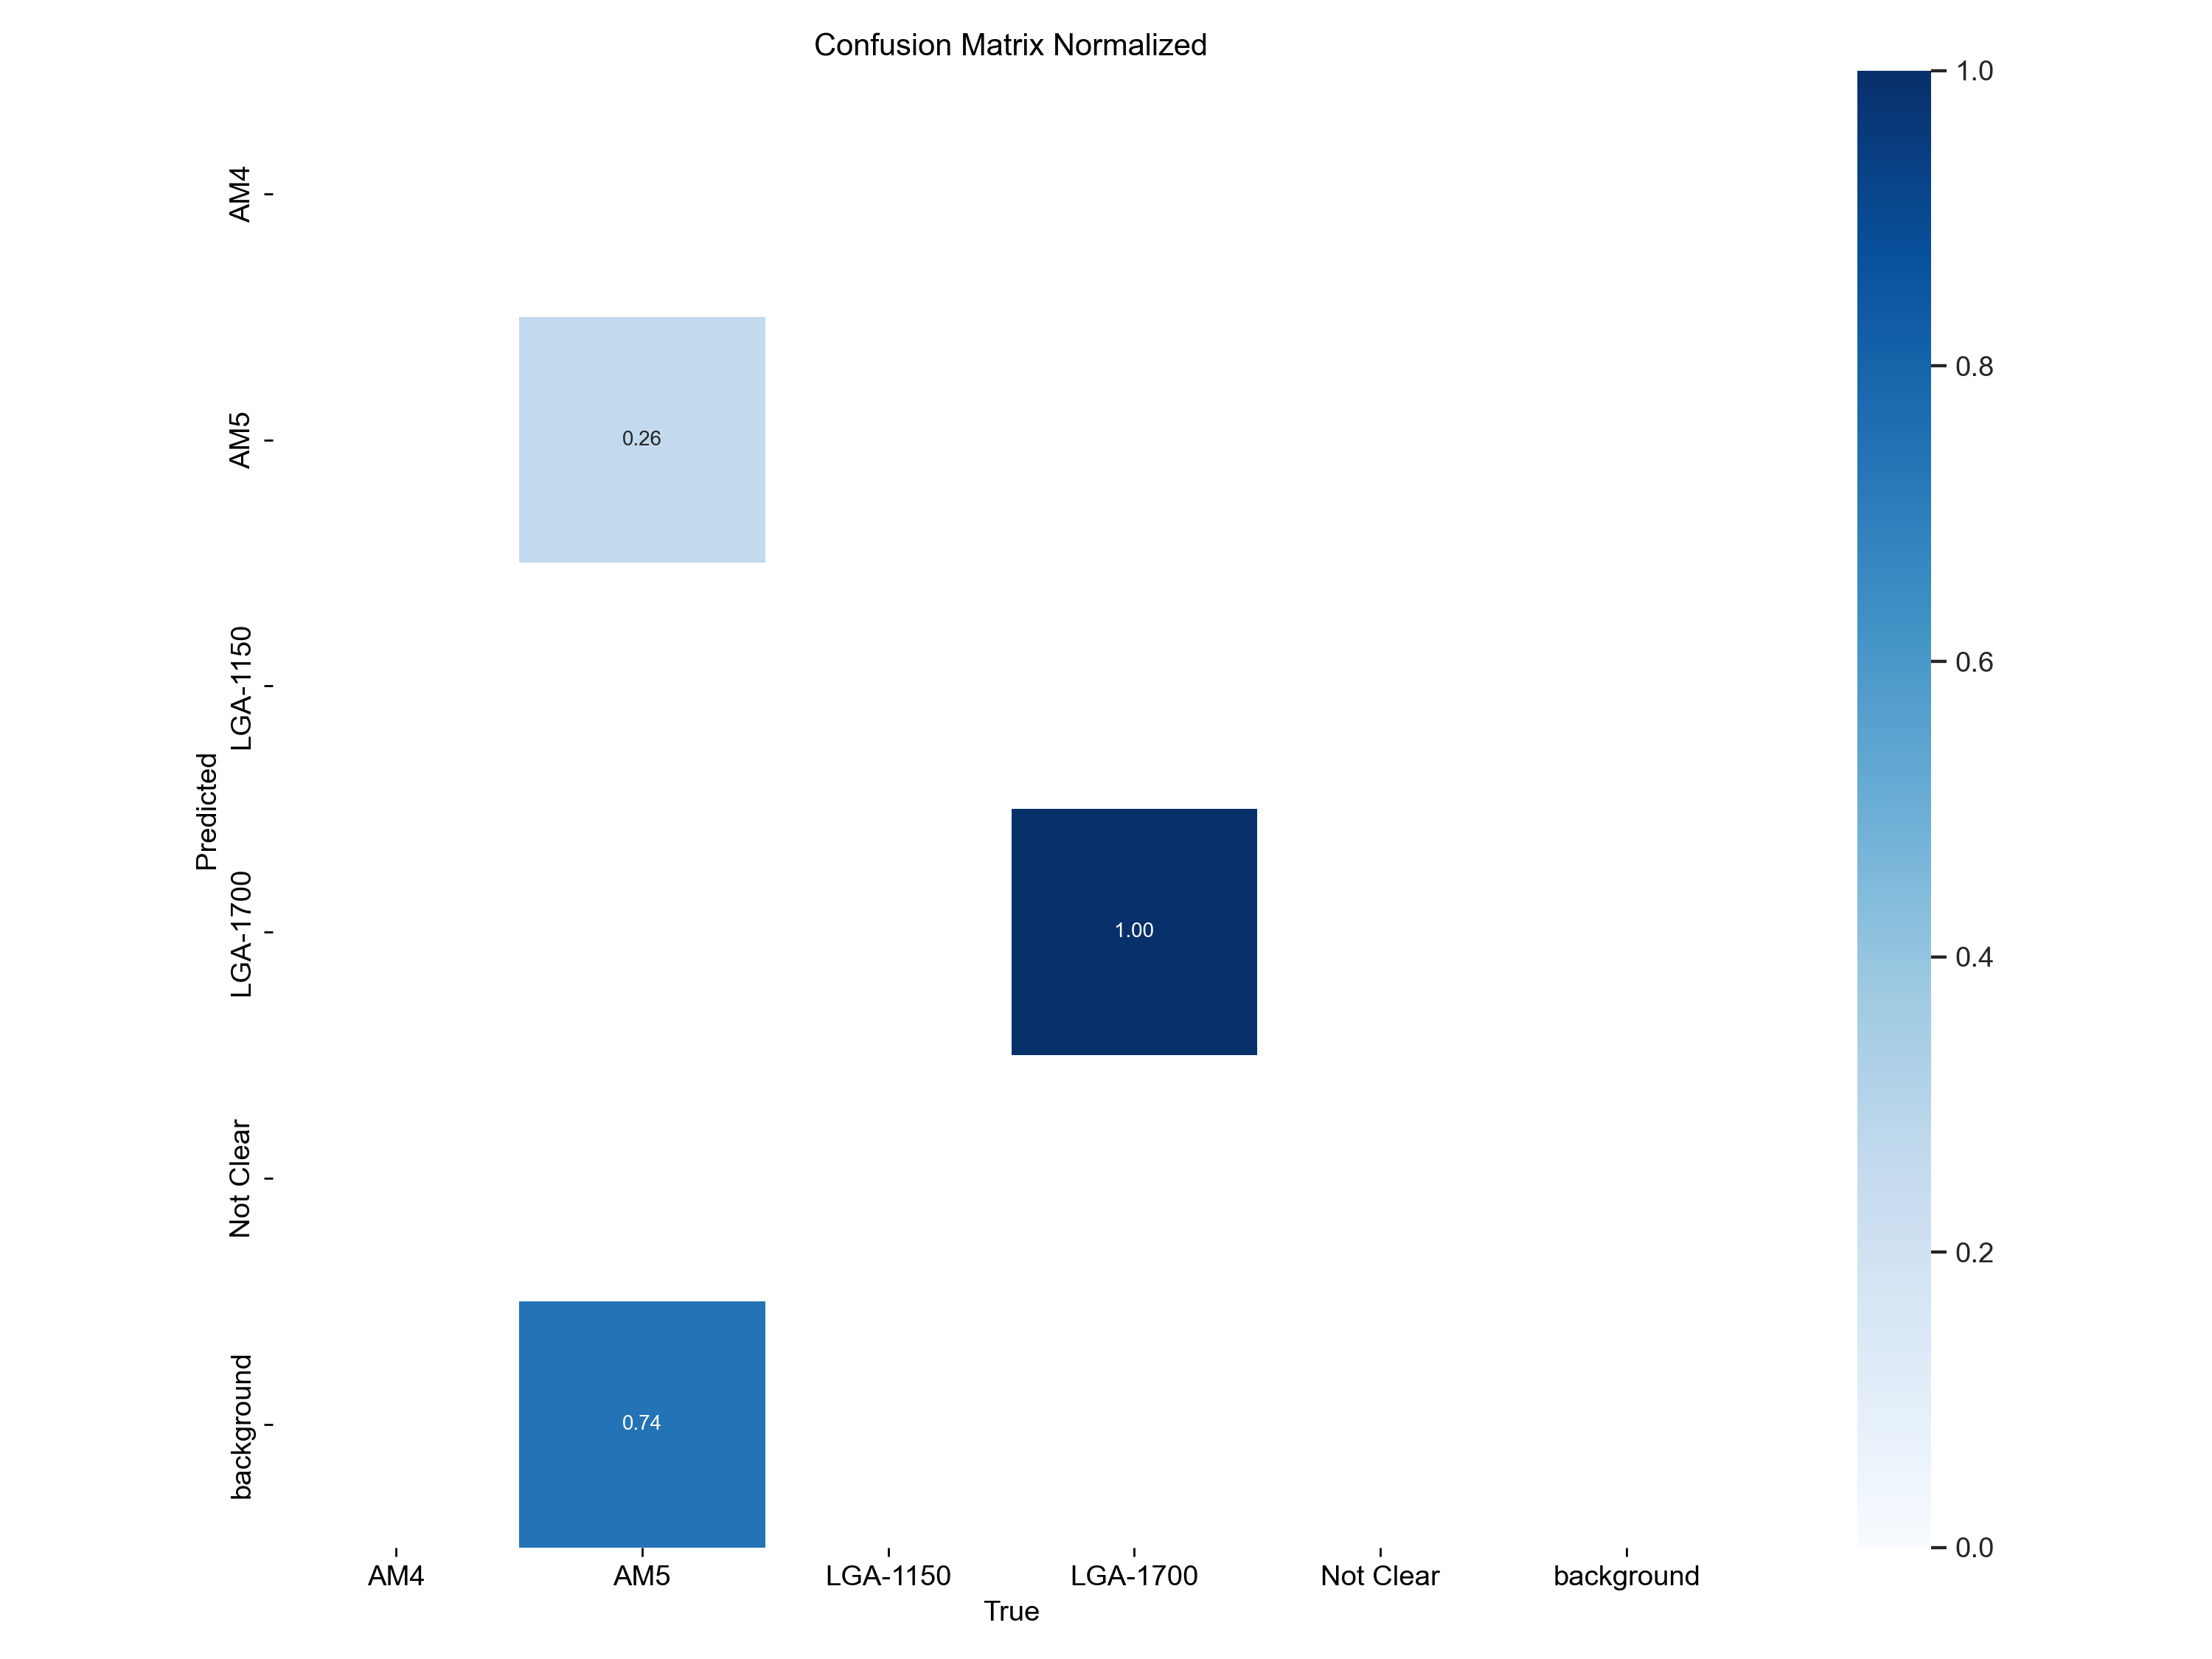 Confusion Matrix Normalized
AM4
AM5
LGA-1150
LGA-1700
Not Clear
background
Predicted
0.26
1.00
0.74
AM4
AM5
LGA-1150
LGA-1700
Not Clear
background
True
1.0
0.8
0.6
0.4
0.2
0.0